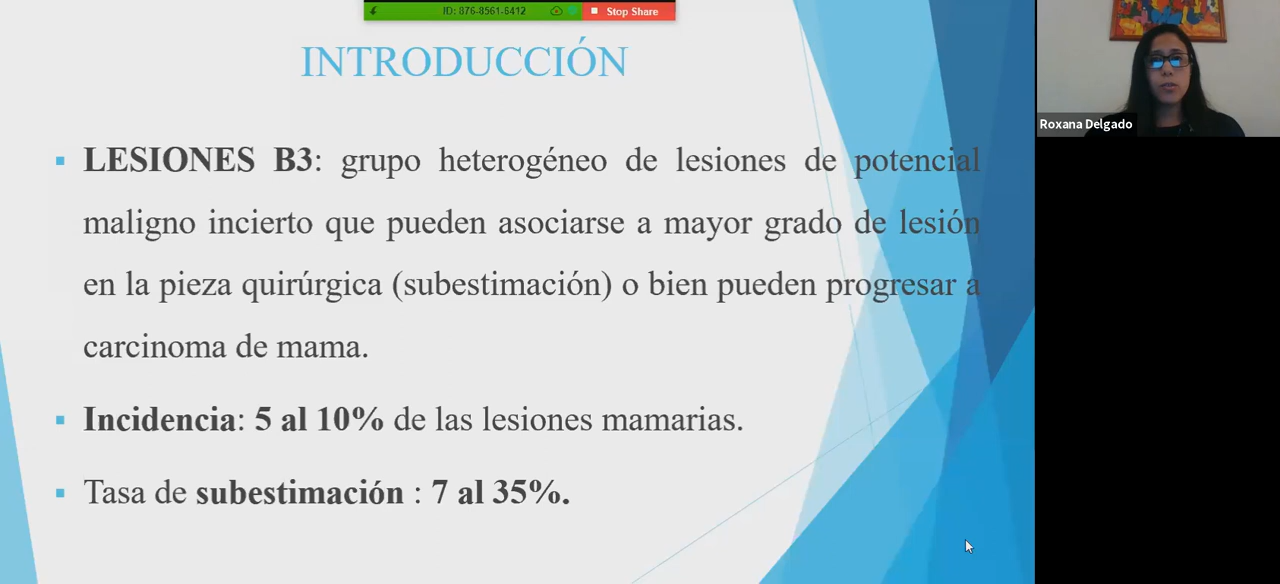 ID: 876-8561-6412
Stop Share
INTRODUCCIÓN
Roxana Delgado
▪ LESIONES B3: grupo heterogéneo de lesiones de potencial
maligno incierto que pueden asociarse a mayor grado de lesión
en la pieza quirúrgica (subestimación) o bien pueden progresar a
carcinoma de mama.
▪ Incidencia: 5 al 10% de las lesiones mamarias.
▪ Tasa de subestimación : 7 al 35%.